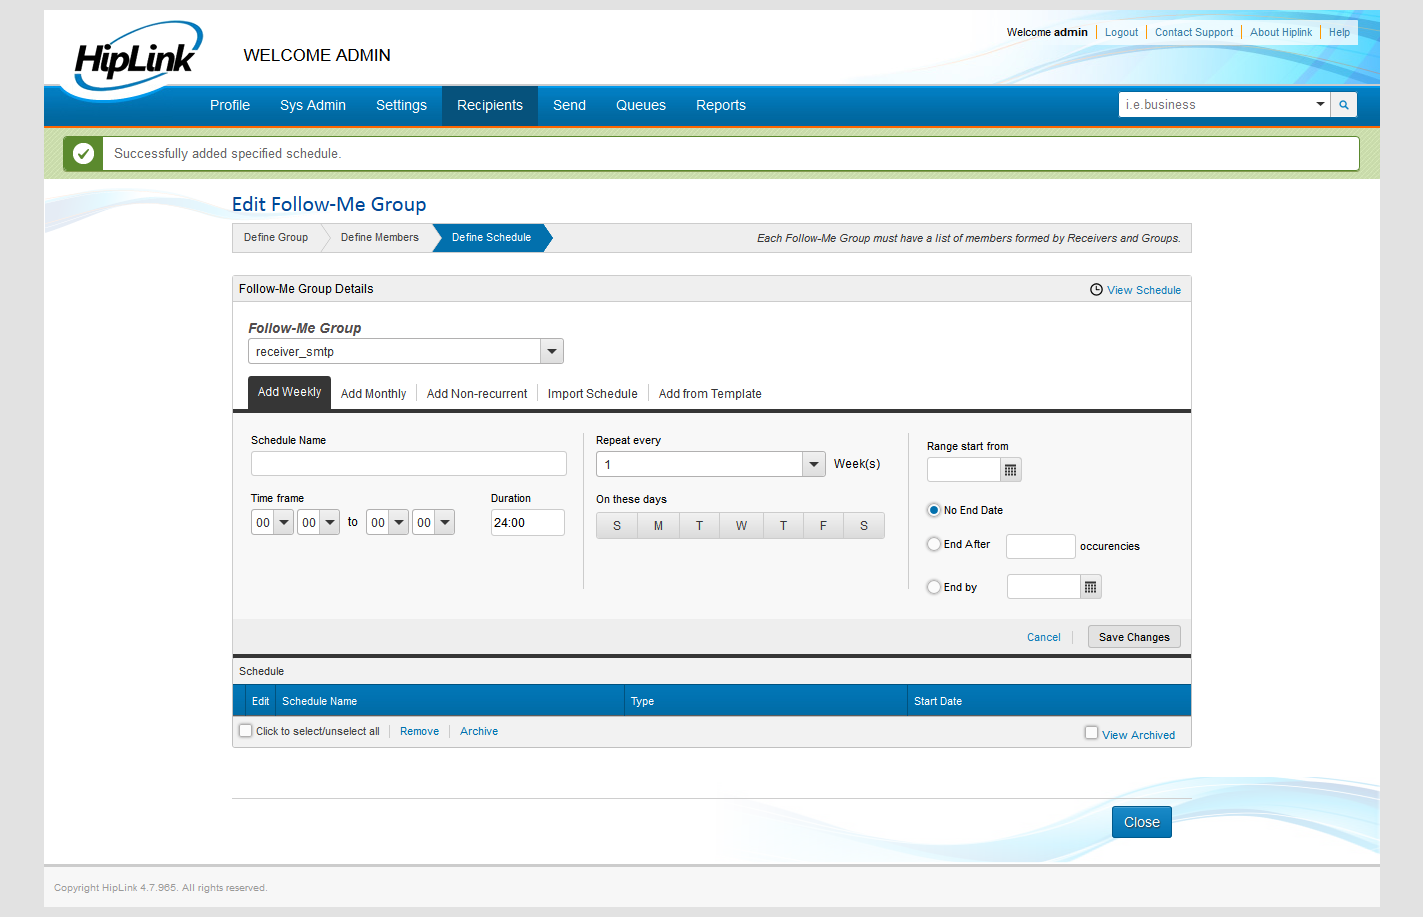 HipLink
WELCOME ADMIN
Welcome admin Logout Contact Support About Hiplink Help
Profile Sys Admin Settings Recipients Send Queues Reports i.e.business
Successfully added specified schedule.
Edit Follow-Me Group
Define Group Define Members Define Schedule Each Follow-Me Group must have a list of members formed by Receivers and Groups.
Follow-Me Group Details View Schedule
Follow-Me Group
receiver_smtp
Add Weekly Add Monthly Add Non-recurrent Import Schedule Add from Template
Schedule Name Repeat every Range start from
1 Week(s)
Time frame Duration On these days
00 00 to 00 00 24:00 S M T W T F S
No End Date
End After occurencies
End by
Cancel Save Changes
Schedule
Edit Schedule Name Type Start Date
Click to select/unselect all Remove Archive View Archived
Close
Copyright HipLink 4.7.965. All rights reserved.